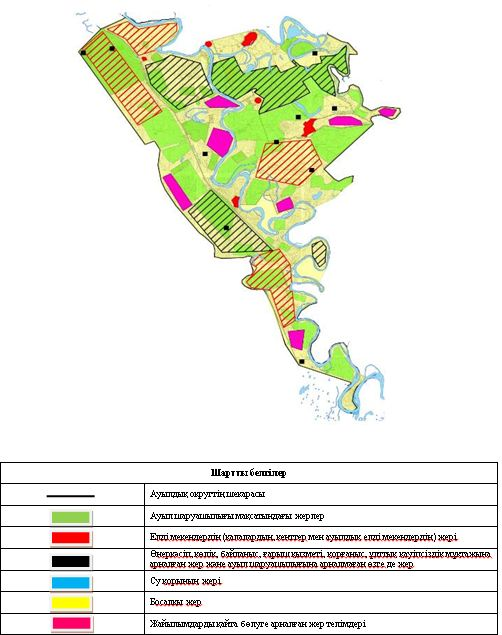 Шартты белгілер
Ауылдық округтің шекарасы
Ауыл шаруашылығы мақсатындағы жерлер
Елді мекендердің (қалалардың, кенттер мен ауылдық елді мекендердің) жері
Өнеркәсіп, көлік, байланыс, ғарыш қызметі, қорғаныс, ұлттық қауіпсіздік мұқтажына
арналған жер және ауыл шаруашылығына арналмаған өзге де жер
Су қорының жері
Босалқы жер
Жайылымдарды қайта бөлуге арналған жер телімдері